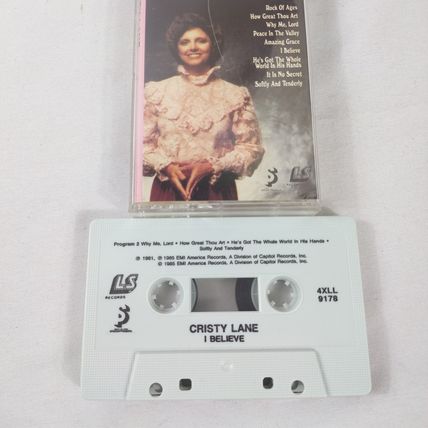 Rock Of Ages
How Great Thou Art
Why Me, Lord
Peace In The Valley
Amazing Grace
I Believe
He's Got The Whole
World In His Hands
It Is No Secret
Softly And Tenderly
LS
Program 2 Why Me, Lord • How Great Thou Art • He's Got The Whole World In His Hands •
Softly And Tenderly
℗ 1981, ℗ 1985 EMI America Records, A Division of Capitol Records, Inc.
© 1985 EMI America Records, A Division of Capitol Records, Inc.
LS
RECORDS
4XLL
9178
CRISTY LANE
I BELIEVE